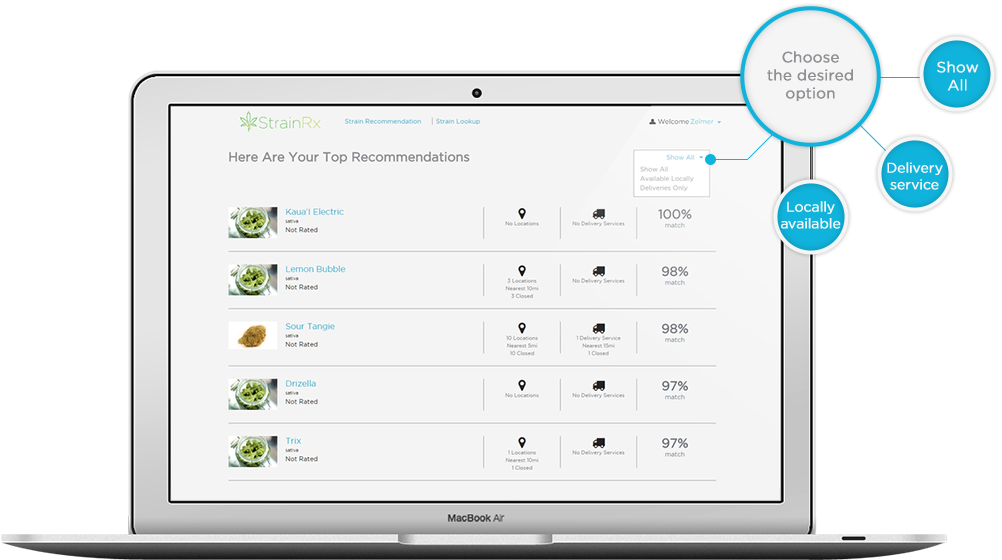 Choose
the desired
option
Show
All
Delivery
service
Locally
available
StrainRx
Strain Recommendation | Strain Lookup
Welcome Zelmer
Here Are Your Top Recommendations
Show All
Show All
Available Locally
Deliveries Only
Kaua'I Electric
sativa
Not Rated
No Locations
No Delivery Services
100%
match
Lemon Bubble
sativa
Not Rated
3 Locations
Nearest 10mi
3 Closed
No Delivery Services
98%
match
Sour Tangie
sativa
Not Rated
10 Locations
Nearest 5mi
10 Closed
1 Delivery Service
Nearest 15mi
1 Closed
98%
match
Drizella
sativa
Not Rated
No Locations
No Delivery Services
97%
match
Trix
sativa
Not Rated
1 Locations
Nearest 10mi
1 Closed
No Delivery Services
97%
match
MacBook Air